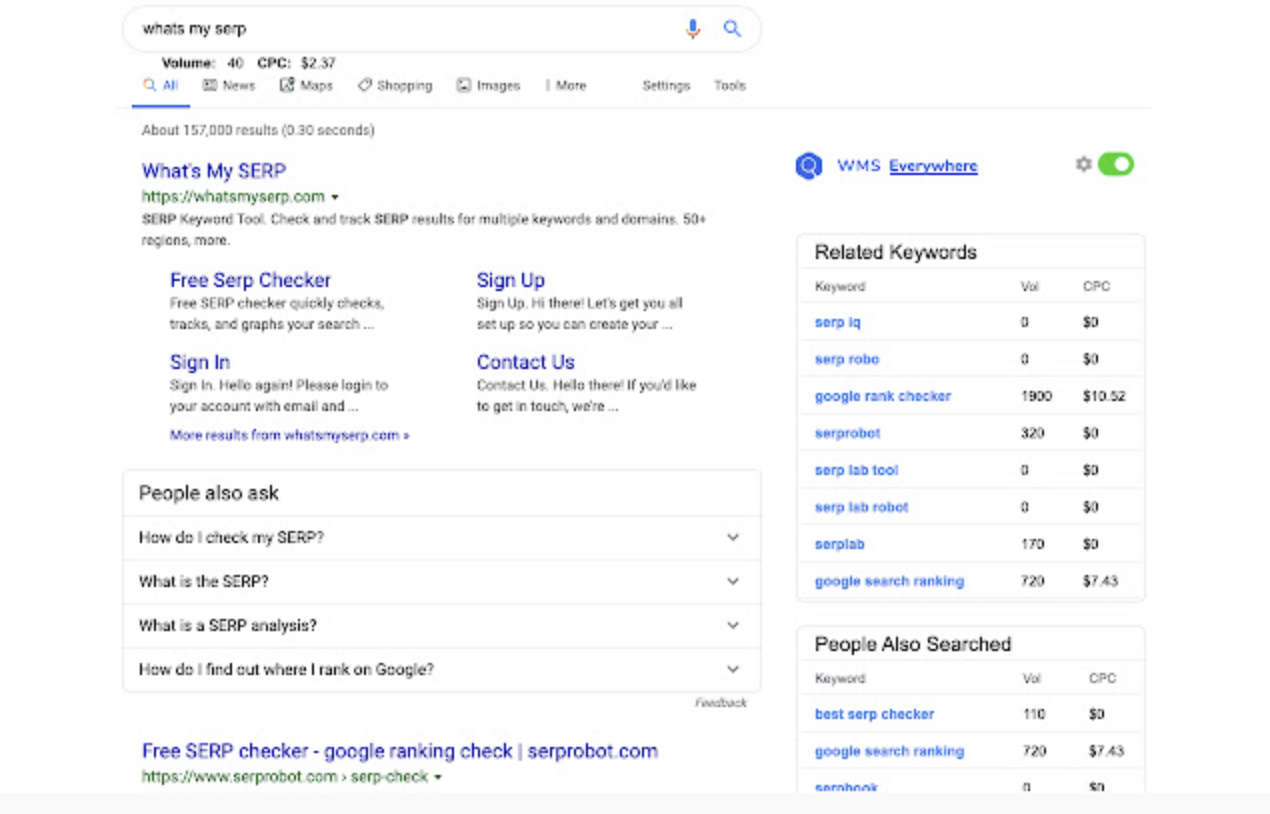 whats my serp
Volume: 40 CPC: $2.37
All News Maps Shopping Images More Settings Tools
About 157,000 results (0.30 seconds)
What's My SERP
https://whatsmyserp.com
SERP Keyword Tool. Check and track SERP results for multiple keywords and domains. 50+
regions, more.
Free Serp Checker
Free SERP checker quickly checks,
tracks, and graphs your search ...
Sign Up
Sign Up. Hi there! Let's get you all
set up so you can create your ...
Sign In
Sign In. Hello again! Please login to
your account with email and ...
Contact Us
Contact Us. Hello there! If you'd like
to get in touch, we're ...
More results from whatsmyserp.com »
People also ask
How do I check my SERP?
What is the SERP?
What is a SERP analysis?
How do I find out where I rank on Google?
Feedback
Free SERP checker - google ranking check | serprobot.com
https://www.serprobot.com › serp-check
WMS Everywhere
Related Keywords
Keyword Vol CPC
serp iq 0 $0
serp robo 0 $0
google rank checker 1900 $10.52
serprobot 320 $0
serp lab tool 0 $0
serp lab robot 0 $0
serplab 170 $0
google search ranking 720 $7.43
People Also Searched
Keyword Vol CPC
best serp checker 110 $0
google search ranking 720 $7.43
serpbook 0 $0